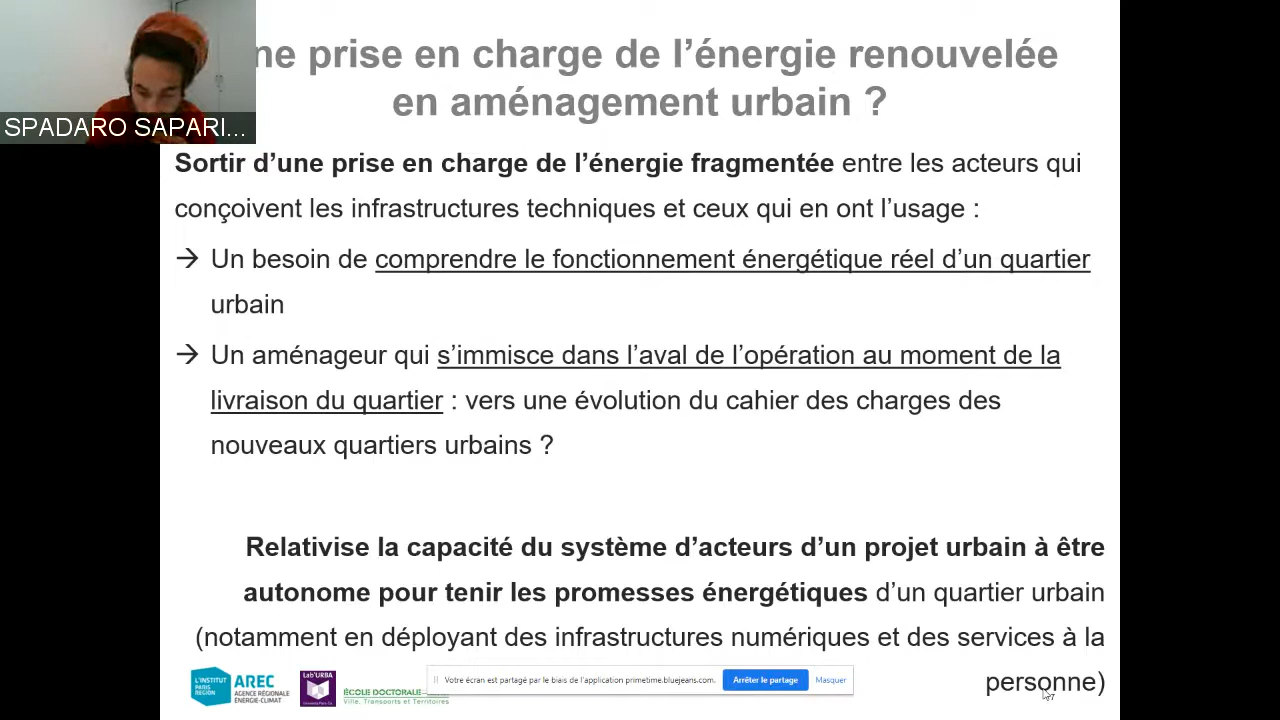 ne prise en charge de l’énergie renouvelée
en aménagement urbain ?
SPADARO SAPARI...
Sortir d’une prise en charge de l’énergie fragmentée entre les acteurs qui
conçoivent les infrastructures techniques et ceux qui en ont l’usage :
→ Un besoin de comprendre le fonctionnement énergétique réel d’un quartier
urbain
→ Un aménageur qui s’immisce dans l’aval de l’opération au moment de la
livraison du quartier : vers une évolution du cahier des charges des
nouveaux quartiers urbains ?
Relativise la capacité du système d’acteurs d’un projet urbain à être
autonome pour tenir les promesses énergétiques d’un quartier urbain
(notamment en déployant des infrastructures numériques et des services à la
personne)
L'INSTITUT
PARIS
REGION
AREC
AGENCE RÉGIONALE
ÉNERGIE-CLIMAT
Lab'URBA
ÉCOLE DOCTORALE
Ville, Transports et Territoires
Votre écran est partagé par le biais de l'application primetime.bluejeans.com.
Arrêter le partage
Masquer